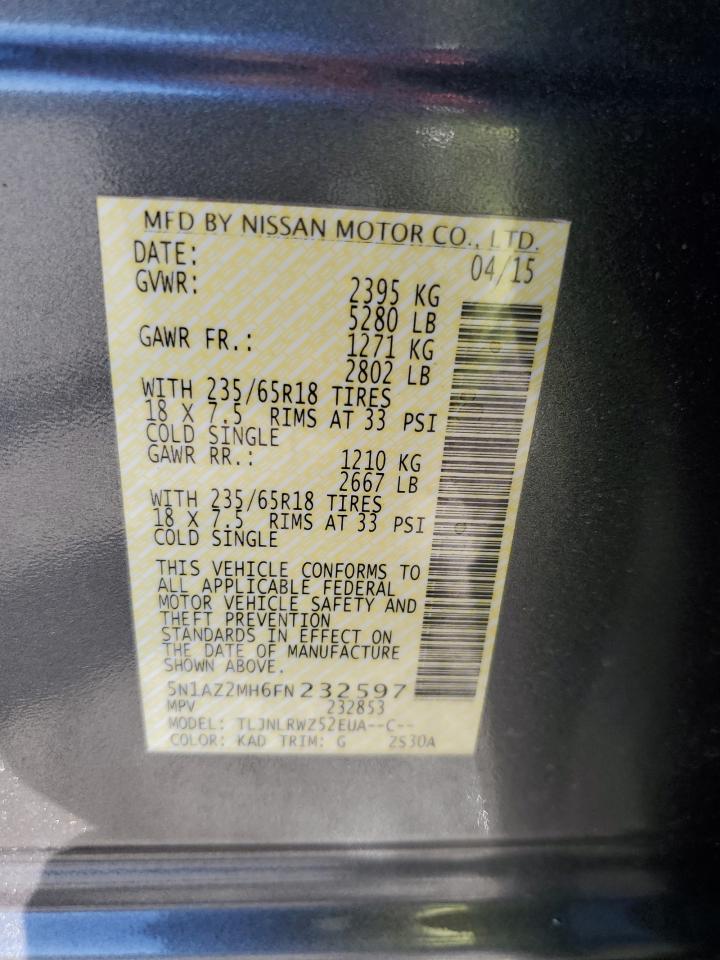 MFD BY NISSAN MOTOR CO., LTD.
DATE: 04/15
GVWR: 2395 KG
5280 LB
GAWR FR.: 1271 KG
2802 LB
WITH 235/65R18 TIRES
18 X 7.5 RIMS AT 33 PSI
COLD SINGLE
GAWR RR.: 1210 KG
2667 LB
WITH 235/65R18 TIRES
18 X 7.5 RIMS AT 33 PSI
COLD SINGLE
THIS VEHICLE CONFORMS TO
ALL APPLICABLE FEDERAL
MOTOR VEHICLE SAFETY AND
THEFT PREVENTION
STANDARDS IN EFFECT ON
THE DATE OF MANUFACTURE
SHOWN ABOVE.
5N1AZ2MH6FN232597
MPV 232853
MODEL: TLJNLRWZ52EUA--C--
COLOR: KAD TRIM: G ZS30A